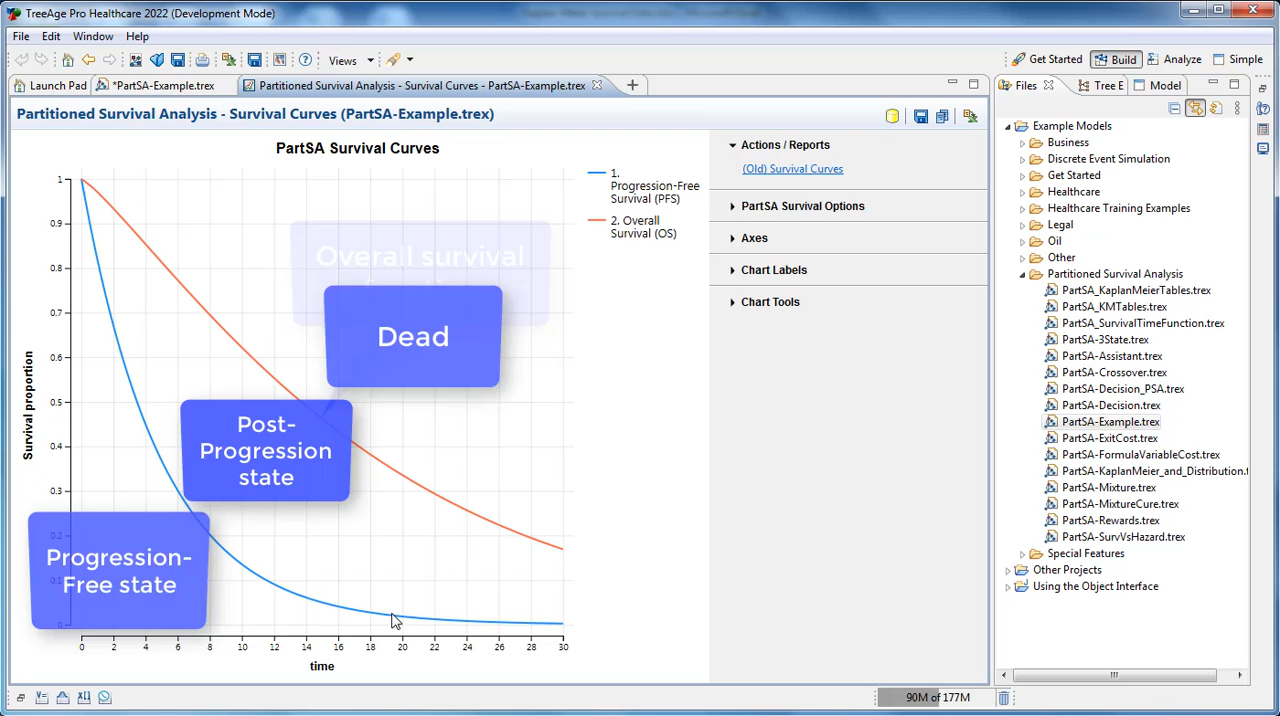 TreeAge Pro Healthcare 2022 (Development Mode)
File Edit Window Help
Views
Get Started
Build
Analyze
Simple
Launch Pad
*PartSA-Example.trex
Partitioned Survival Analysis - Survival Curves - PartSA-Example.trex
Partitioned Survival Analysis - Survival Curves (PartSA-Example.trex)
PartSA Survival Curves
1.
Progression-Free
Survival (PFS)
2. Overall
Survival (OS)
Survival proportion
1
0.9
0.8
0.7
0.6
0.5
0.4
0.3
0.2
0.1
0
0 2 4 6 8 10 12 14 16 18 20 22 24 26 28 30
time
Overall survival
Dead
Post-
Progression
state
Progression-
Free state
Actions / Reports
(Old) Survival Curves
PartSA Survival Options
Axes
Chart Labels
Chart Tools
Files
Tree E
Model
Example Models
Business
Discrete Event Simulation
Get Started
Healthcare
Healthcare Training Examples
Legal
Oil
Other
Partitioned Survival Analysis
PartSA_KaplanMeierTables.trex
PartSA_KMTables.trex
PartSA_SurvivalTimeFunction.trex
PartSA-3State.trex
PartSA-Assistant.trex
PartSA-Crossover.trex
PartSA-Decision_PSA.trex
PartSA-Decision.trex
PartSA-Example.trex
PartSA-ExitCost.trex
PartSA-FormulaVariableCost.trex
PartSA-KaplanMeier_and_Distribution.t
PartSA-Mixture.trex
PartSA-MixtureCure.trex
PartSA-Rewards.trex
PartSA-SurvVsHazard.trex
Special Features
Other Projects
Using the Object Interface
90M of 177M